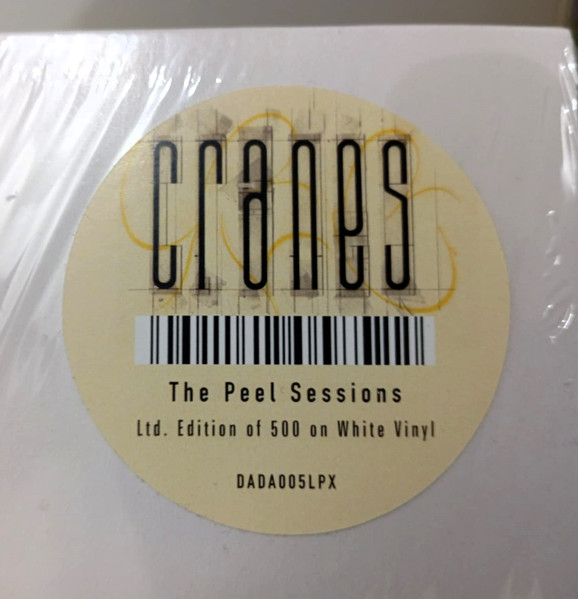 cranes
The Peel Sessions
Ltd. Edition of 500 on White Vinyl
DADA005LPX